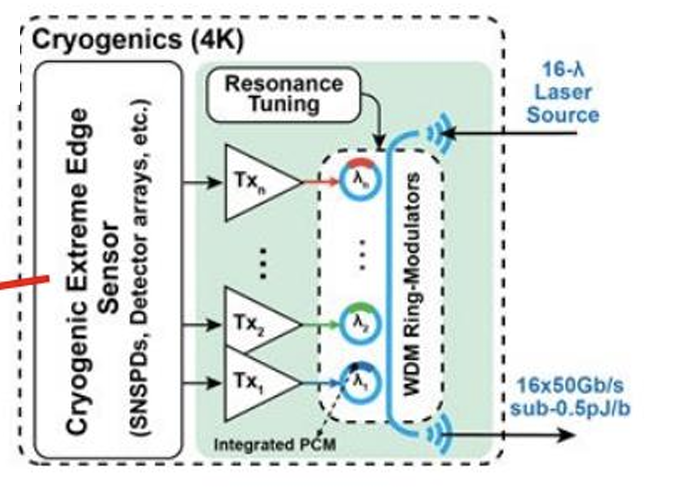 Cryogenics (4K)
Cryogenic Extreme Edge
Sensor
(SNSPDs, Detector arrays, etc.)
Resonance
Tuning
16-λ
Laser
Source
Txn
λn
Tx2
λ2
Tx1
λ1
WDM Ring-Modulators
Integrated PCM
16x50Gb/s
sub-0.5pJ/b